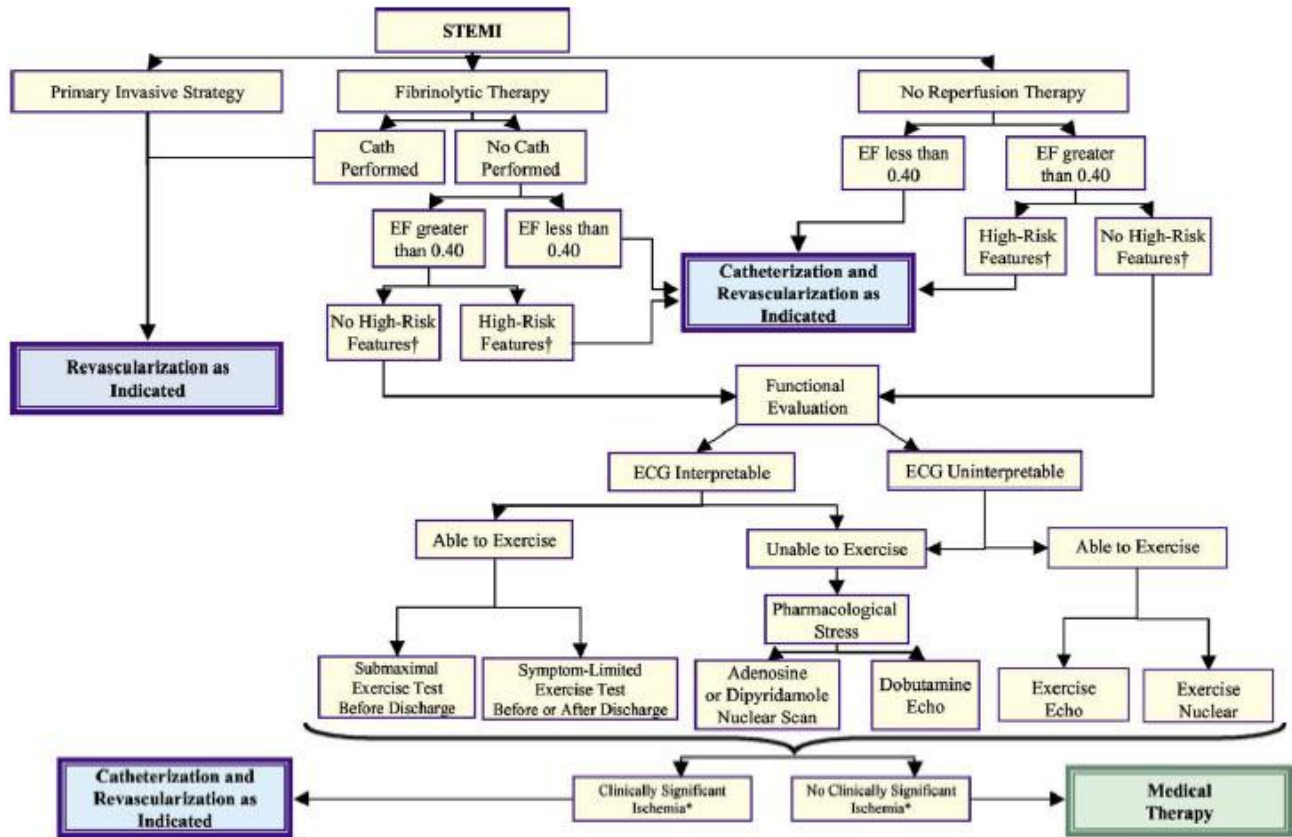 STEMI
Primary Invasive Strategy
Fibrinolytic Therapy
No Reperfusion Therapy
Cath
Performed
No Cath
Performed
EF less than
0.40
EF greater
than 0.40
EF greater
than 0.40
EF less than
0.40
High-Risk
Features†
No High-Risk
Features†
Catheterization and
Revascularization as
Indicated
No High-Risk
Features†
High-Risk
Features†
Revascularization as
Indicated
Functional
Evaluation
ECG Interpretable
ECG Uninterpretable
Able to Exercise
Unable to Exercise
Able to Exercise
Pharmacological
Stress
Submaximal
Exercise Test
Before Discharge
Symptom-Limited
Exercise Test
Before or After Discharge
Adenosine
or Dipyridamole
Nuclear Scan
Dobutamine
Echo
Exercise
Echo
Exercise
Nuclear
Catheterization and
Revascularization as
Indicated
Clinically Significant
Ischemia*
No Clinically Significant
Ischemia*
Medical
Therapy